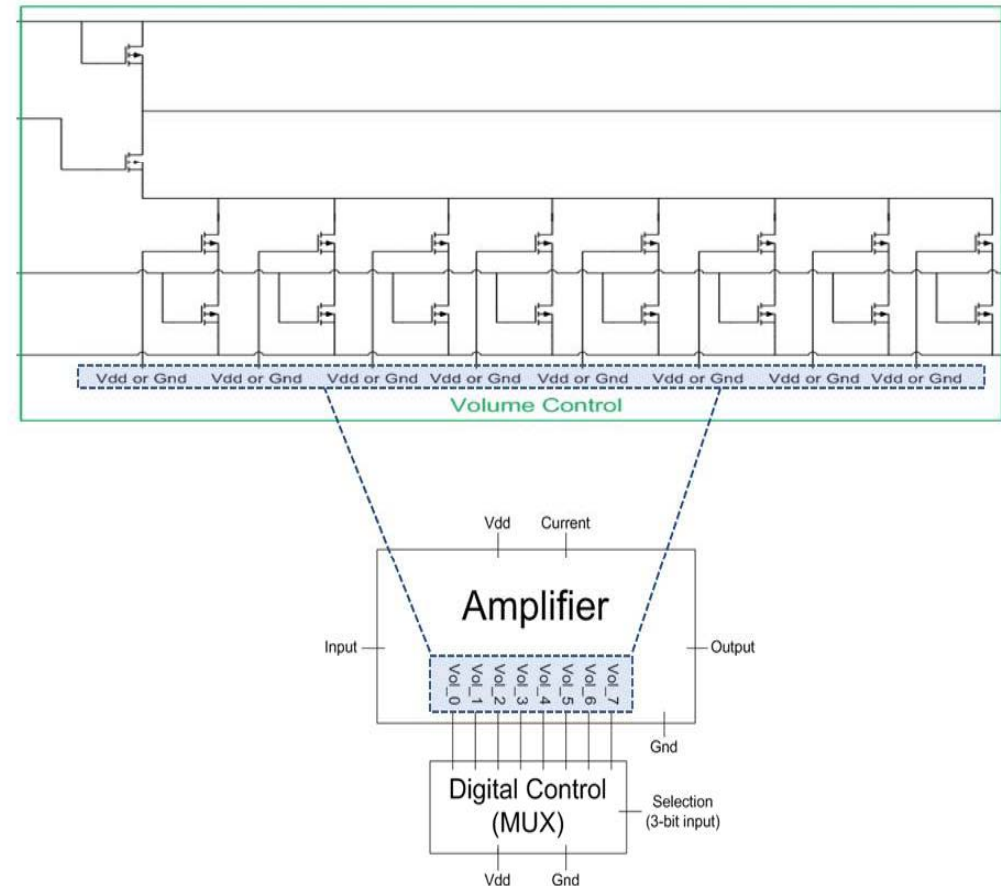 Vdd or Gnd Vdd or Gnd Vdd or Gnd Vdd or Gnd Vdd or Gnd Vdd or Gnd Vdd or Gnd Vdd or Gnd
Volume Control
Vdd Current
Amplifier
Input
Output
Vol_0
Vol_1
Vol_2
Vol_3
Vol_4
Vol_5
Vol_6
Vol_7
Gnd
Digital Control
(MUX)
Selection
(3-bit input)
Vdd Gnd